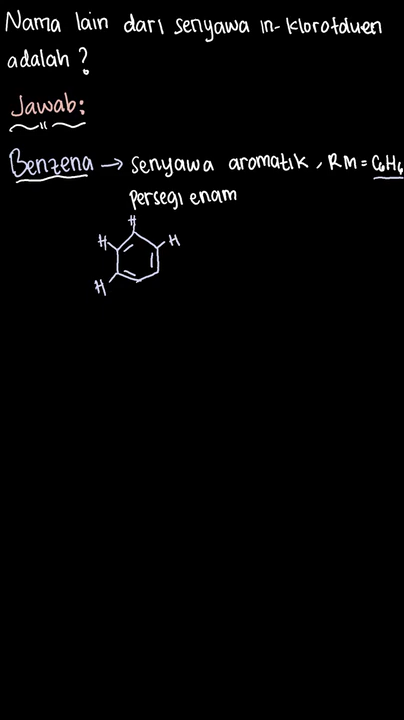 Nama lain dari senyawa m-klorotoluen
adalah ?
Jawab:
Benzena → senyawa aromatik, RM = C6H6
persegi enam
H
H H
H